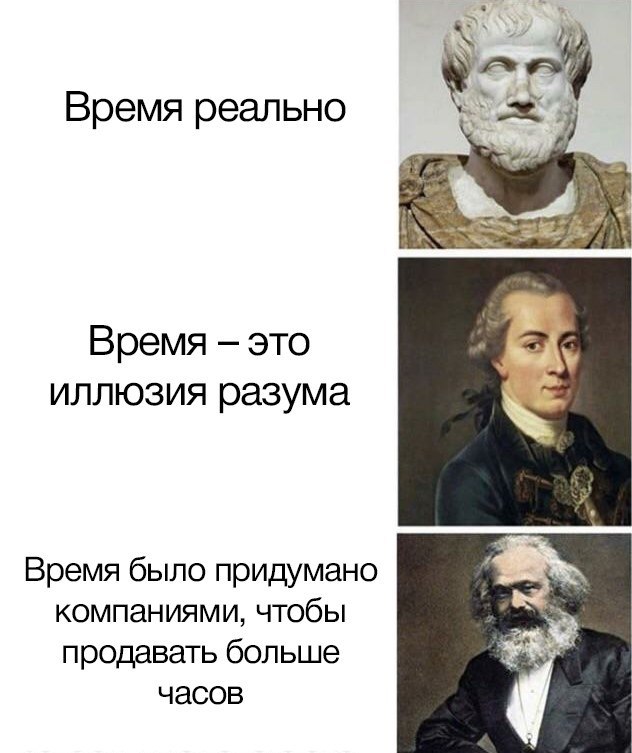 Время реально
Время – это
иллюзия разума
Время было придумано
компаниями, чтобы
продавать больше
часов